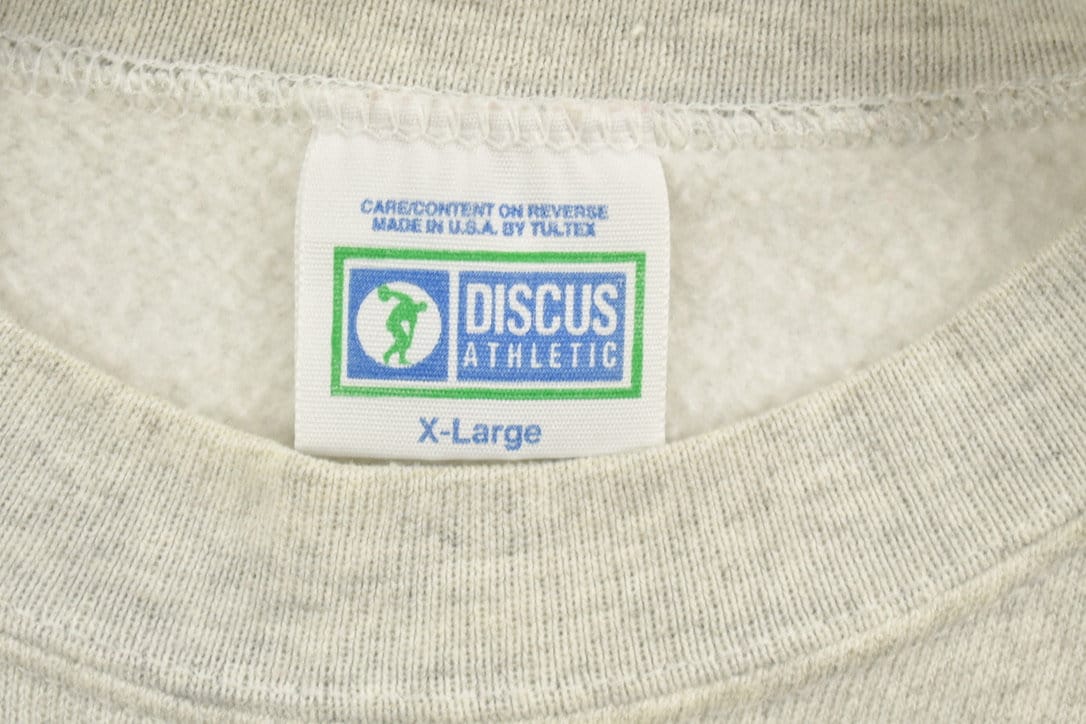 CARE/CONTENT ON REVERSE
MADE IN U.S.A. BY TULTEX
DISCUS
ATHLETIC
X-Large